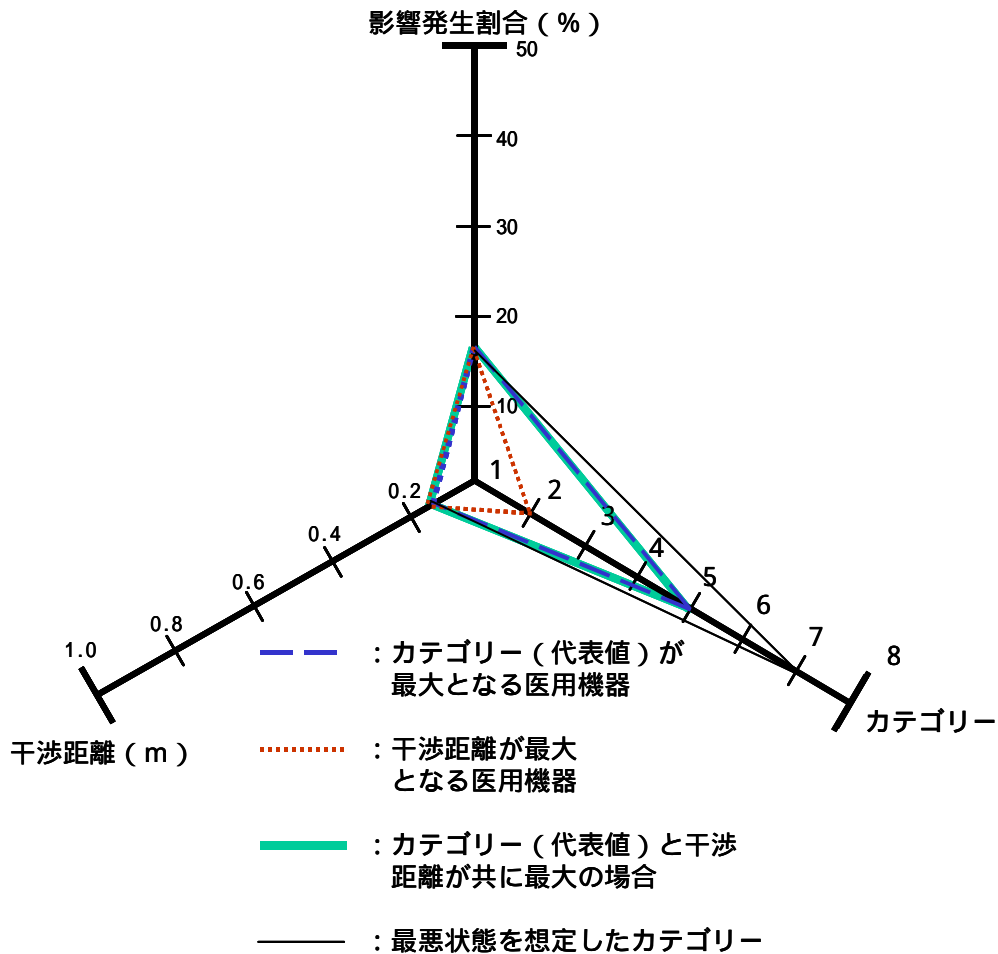 影響発生割合(%)
50
40
30
20
10
1
2
3
4
5
6
7
8
カテゴリー
0.2
0.4
0.6
0.8
1.0
干渉距離(m)
:カテゴリー(代表値)が
最大となる医用機器
:干渉距離が最大
となる医用機器
:カテゴリー(代表値)と干渉
距離が共に最大の場合
:最悪状態を想定したカテゴリー